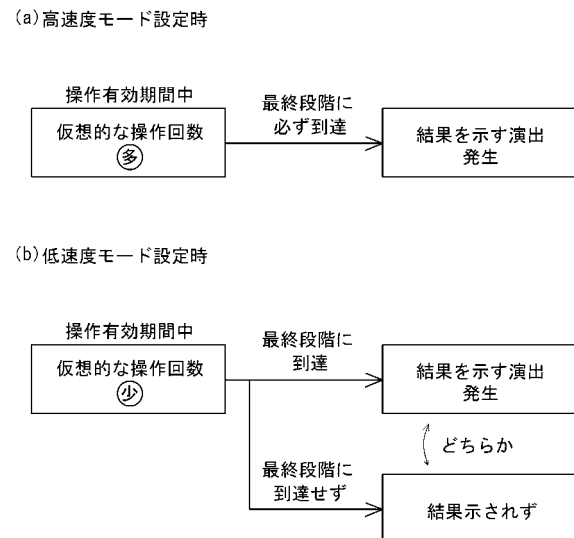 (a)高速度モード設定時
操作有効期間中
仮想的な操作回数
多
最終段階に
必ず到達
結果を示す演出
発生
(b)低速度モード設定時
操作有効期間中
仮想的な操作回数
少
最終段階に
到達
結果を示す演出
発生
どちらか
最終段階に
到達せず
結果示されず